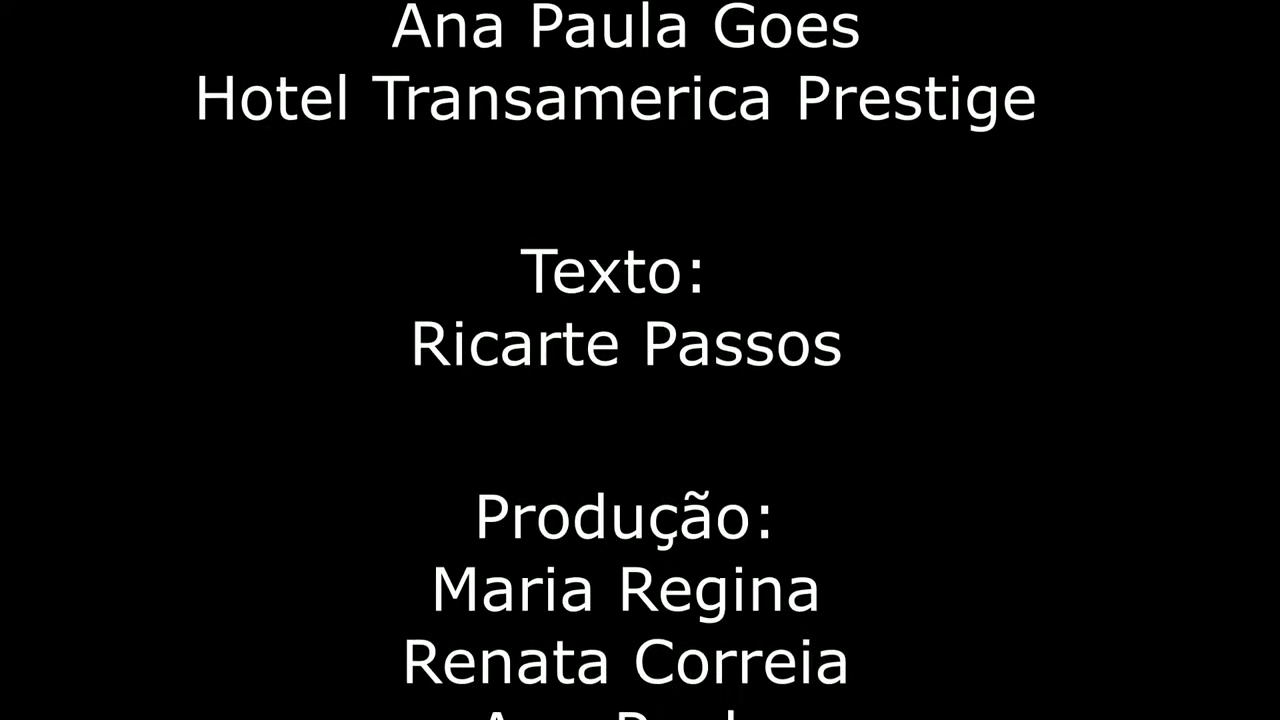 Ana Paula Goes
Hotel Transamerica Prestige
Texto:
Ricarte Passos
Produção:
Maria Regina
Renata Correia